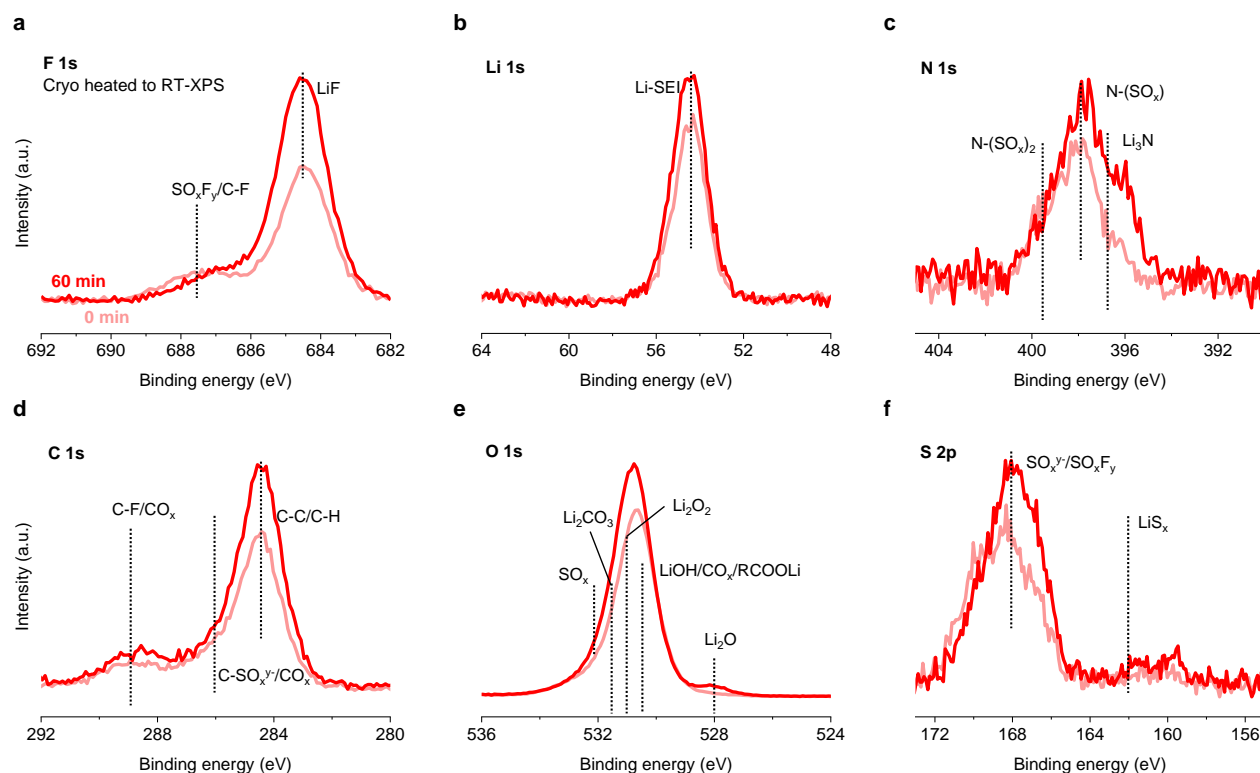 a
F 1s
Cryo heated to RT-XPS
LiF
SOxFy/C-F
60 min
0 min
Intensity (a.u.)
692 690 688 686 684 682
Binding energy (eV)
b
Li 1s
Li-SEI
64 60 56 52 48
Binding energy (eV)
c
N 1s
N-(SOx)
N-(SOx)2
Li3N
404 400 396 392
Binding energy (eV)
d
C 1s
C-F/COx
C-C/C-H
C-SOxy-/COx
Intensity (a.u.)
292 288 284 280
Binding energy (eV)
e
O 1s
Li2O2
Li2CO3
SOx
LiOH/COx/RCOOLi
Li2O
536 532 528 524
Binding energy (eV)
f
S 2p
SOxy-/SOxFy
LiSx
172 168 164 160 156
Binding energy (eV)